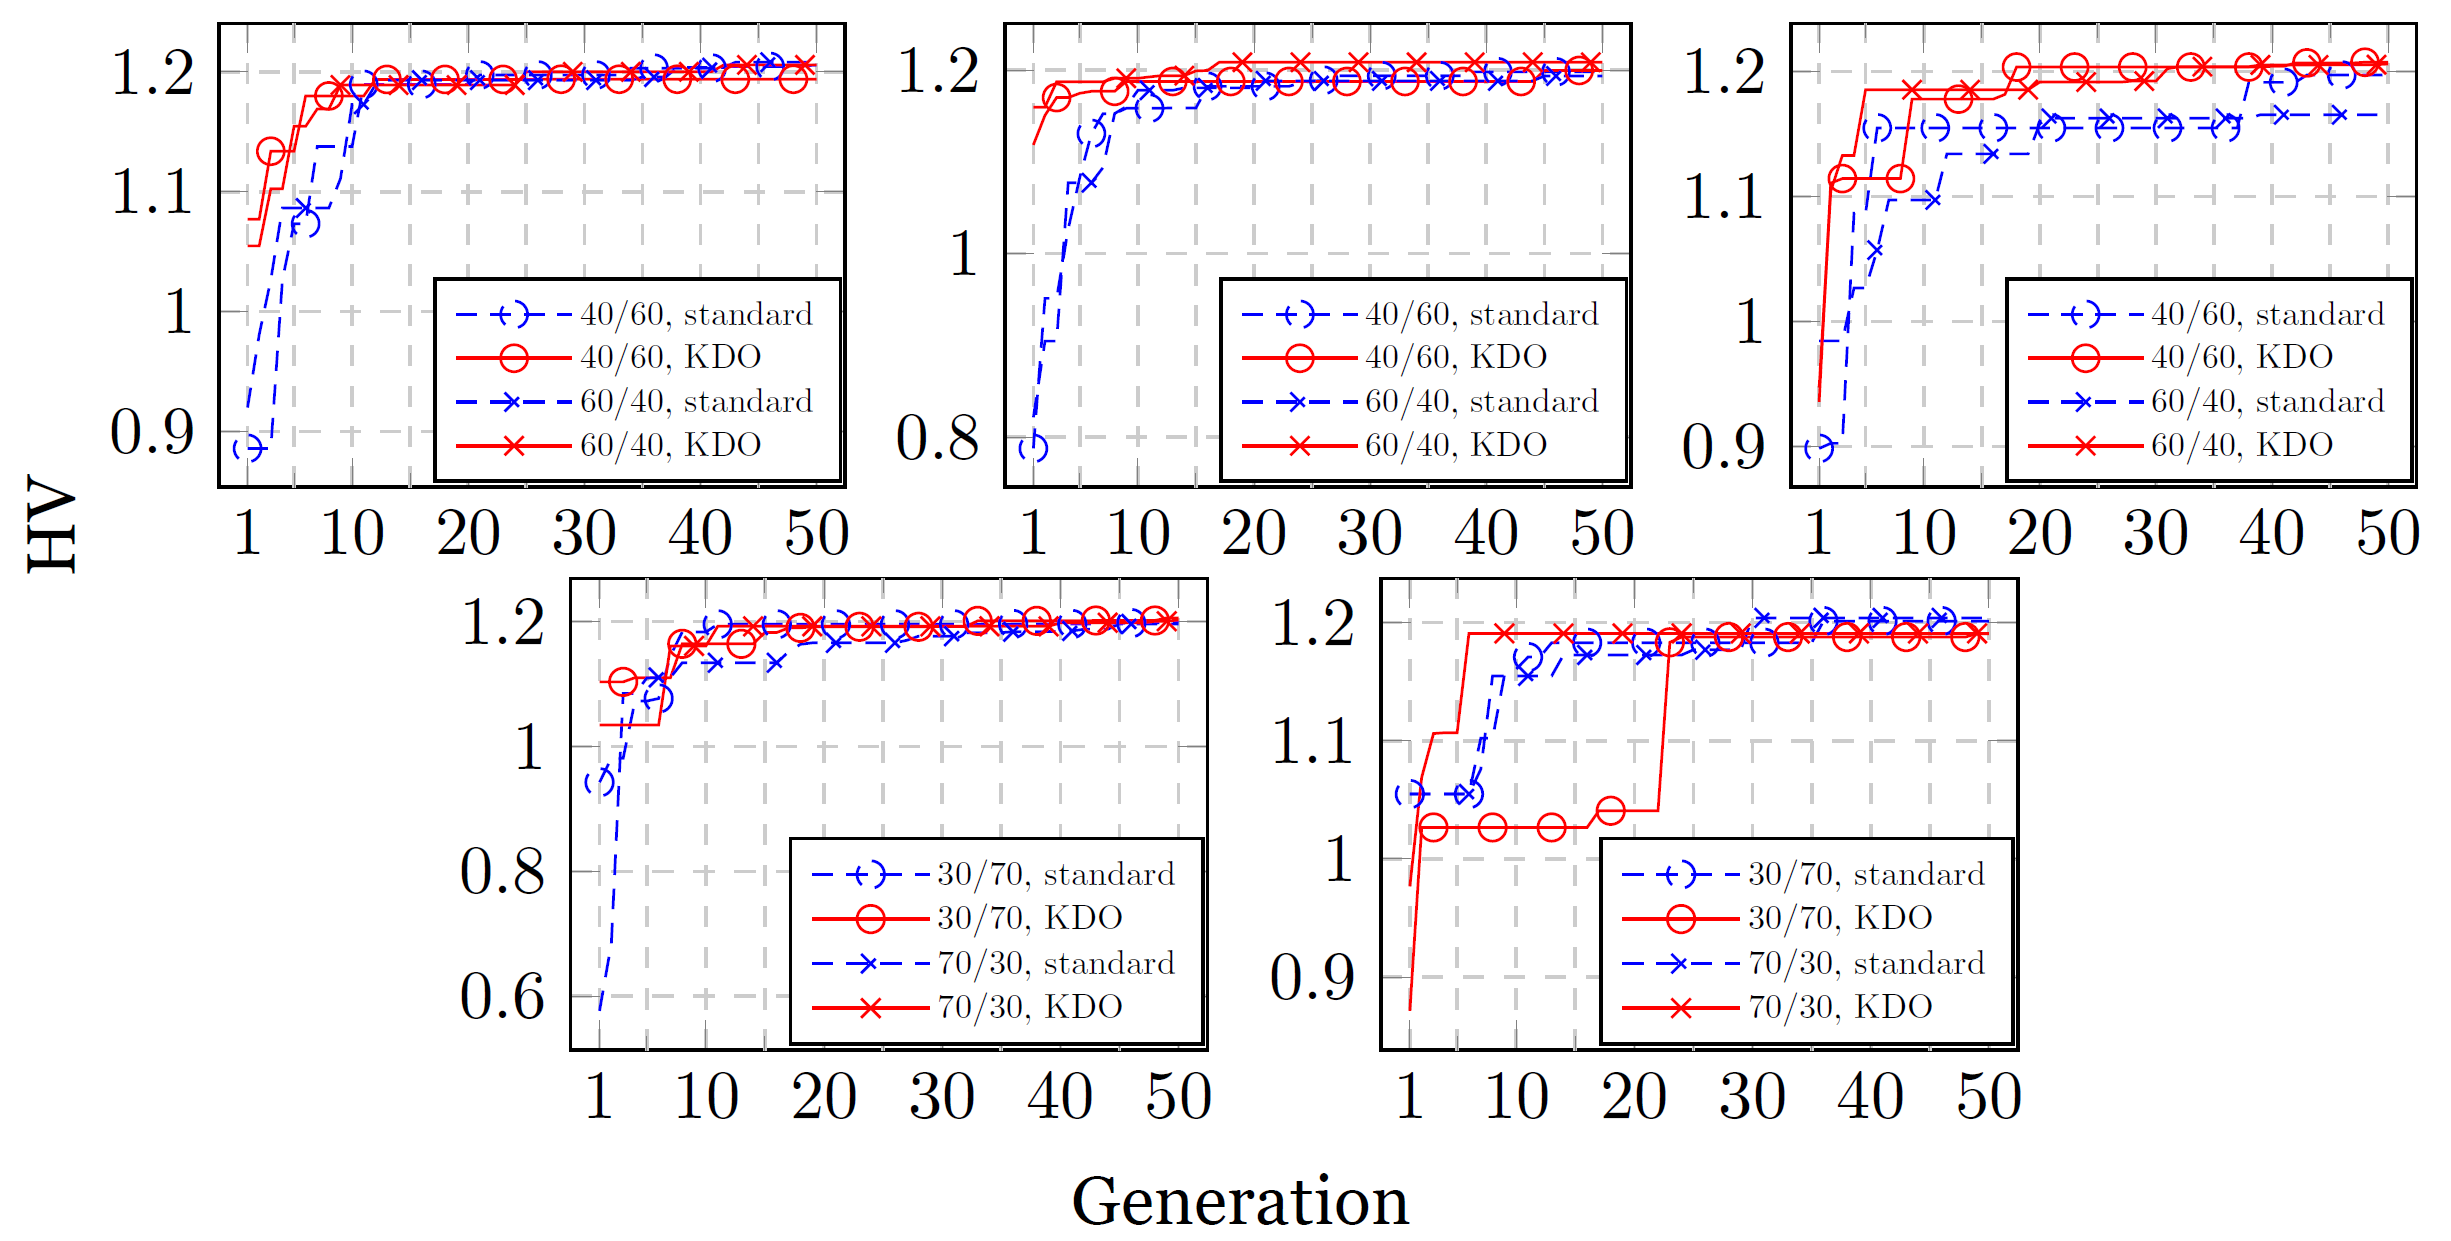 HV
1.2
1.1
1
0.9
1 10 20 30 40 50
40/60, standard
40/60, KDO
60/40, standard
60/40, KDO
1.2
1
0.8
1 10 20 30 40 50
40/60, standard
40/60, KDO
60/40, standard
60/40, KDO
1.2
1.1
1
0.9
1 10 20 30 40 50
40/60, standard
40/60, KDO
60/40, standard
60/40, KDO
1.2
1
0.8
0.6
1 10 20 30 40 50
30/70, standard
30/70, KDO
70/30, standard
70/30, KDO
1.2
1.1
1
0.9
1 10 20 30 40 50
30/70, standard
30/70, KDO
70/30, standard
70/30, KDO
Generation